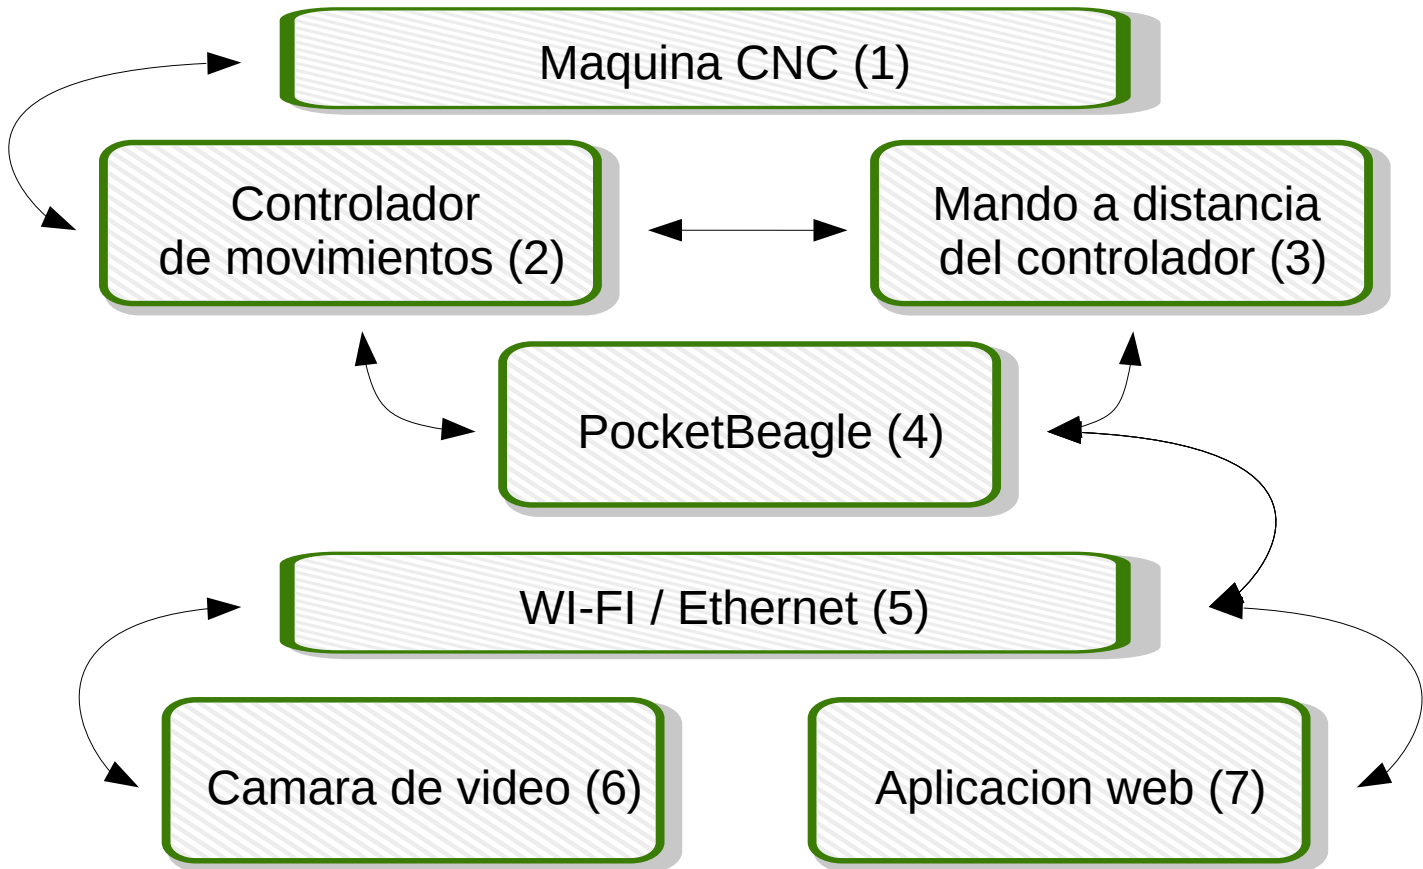 Maquina CNC (1)
Controlador
de movimientos (2)
Mando a distancia
del controlador (3)
PocketBeagle (4)
WI-FI / Ethernet (5)
Camara de video (6)
Aplicacion web (7)